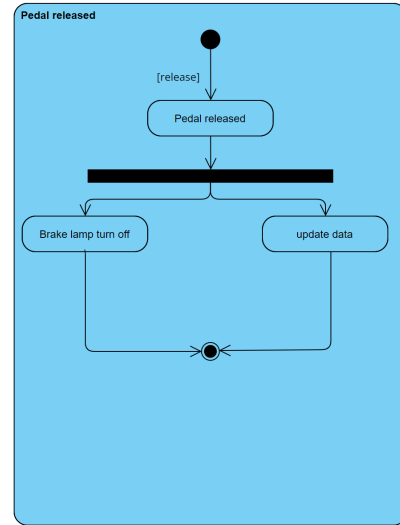 Pedal released
[release]
Pedal released
Brake lamp turn off
update data